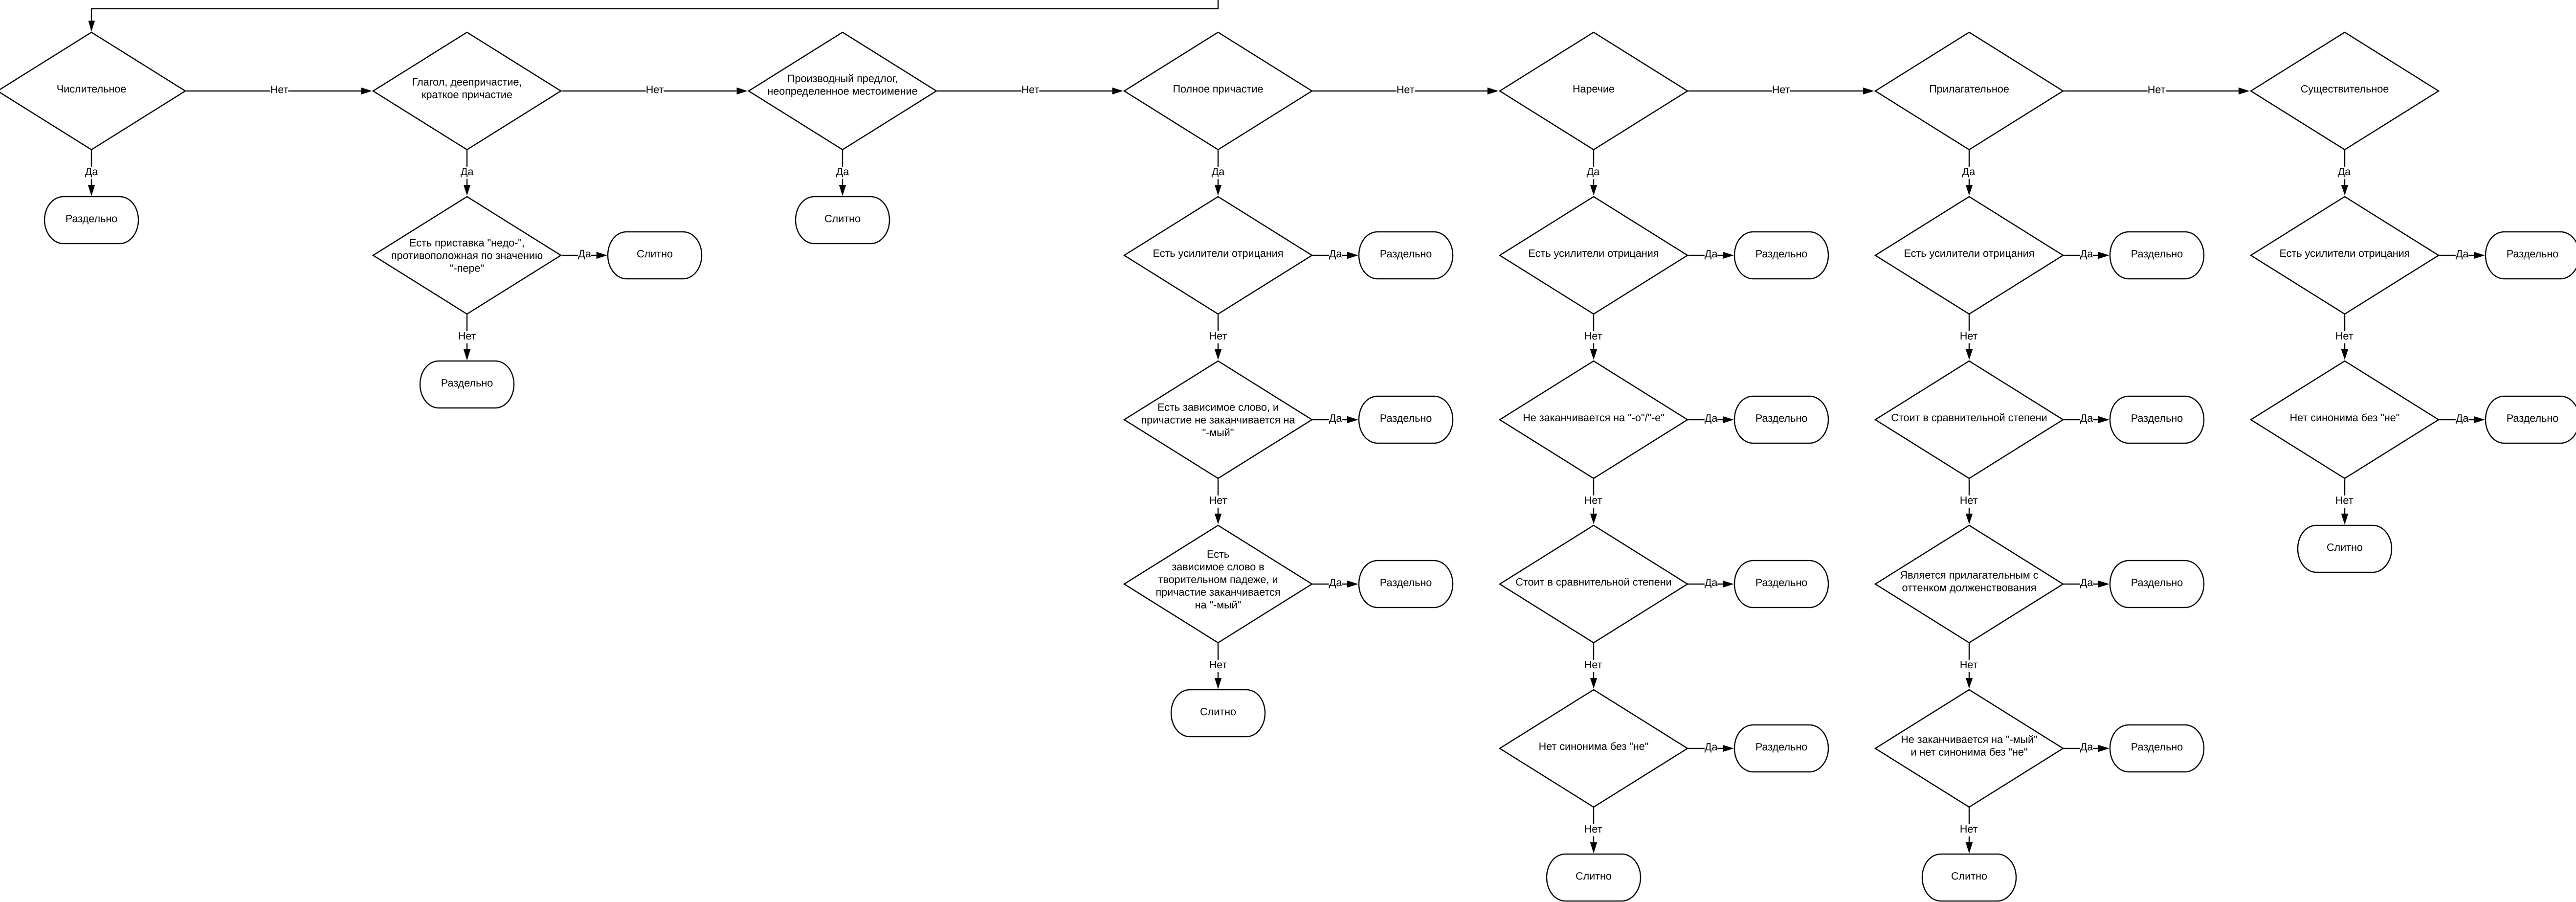 Числительное
Нет
Глагол, деепричастие,
краткое причастие
Нет
Производный предлог,
неопределенное местоимение
Нет
Полное причастие
Нет
Наречие
Нет
Прилагательное
Нет
Существительное
Да
Да
Да
Да
Да
Да
Да
Раздельно
Есть приставка "недо-",
противоположная по значению
"-пере"
Да
Слитно
Слитно
Есть усилители отрицания
Да
Раздельно
Есть усилители отрицания
Да
Раздельно
Есть усилители отрицания
Да
Раздельно
Есть усилители отрицания
Да
Раздельно
Нет
Нет
Нет
Нет
Нет
Раздельно
Есть зависимое слово, и
причастие не заканчивается на
"-мый"
Да
Раздельно
Не заканчивается на "-о"/"-е"
Да
Раздельно
Стоит в сравнительной степени
Да
Раздельно
Нет синонима без "не"
Да
Раздельно
Нет
Нет
Нет
Нет
Есть
зависимое слово в
творительном падеже, и
причастие заканчивается
на "-мый"
Да
Раздельно
Стоит в сравнительной степени
Да
Раздельно
Является прилагательным с
оттенком долженствования
Да
Раздельно
Слитно
Нет
Нет
Нет
Слитно
Нет синонима без "не"
Да
Раздельно
Не заканчивается на "-мый"
и нет синонима без "не"
Да
Раздельно
Нет
Нет
Слитно
Слитно